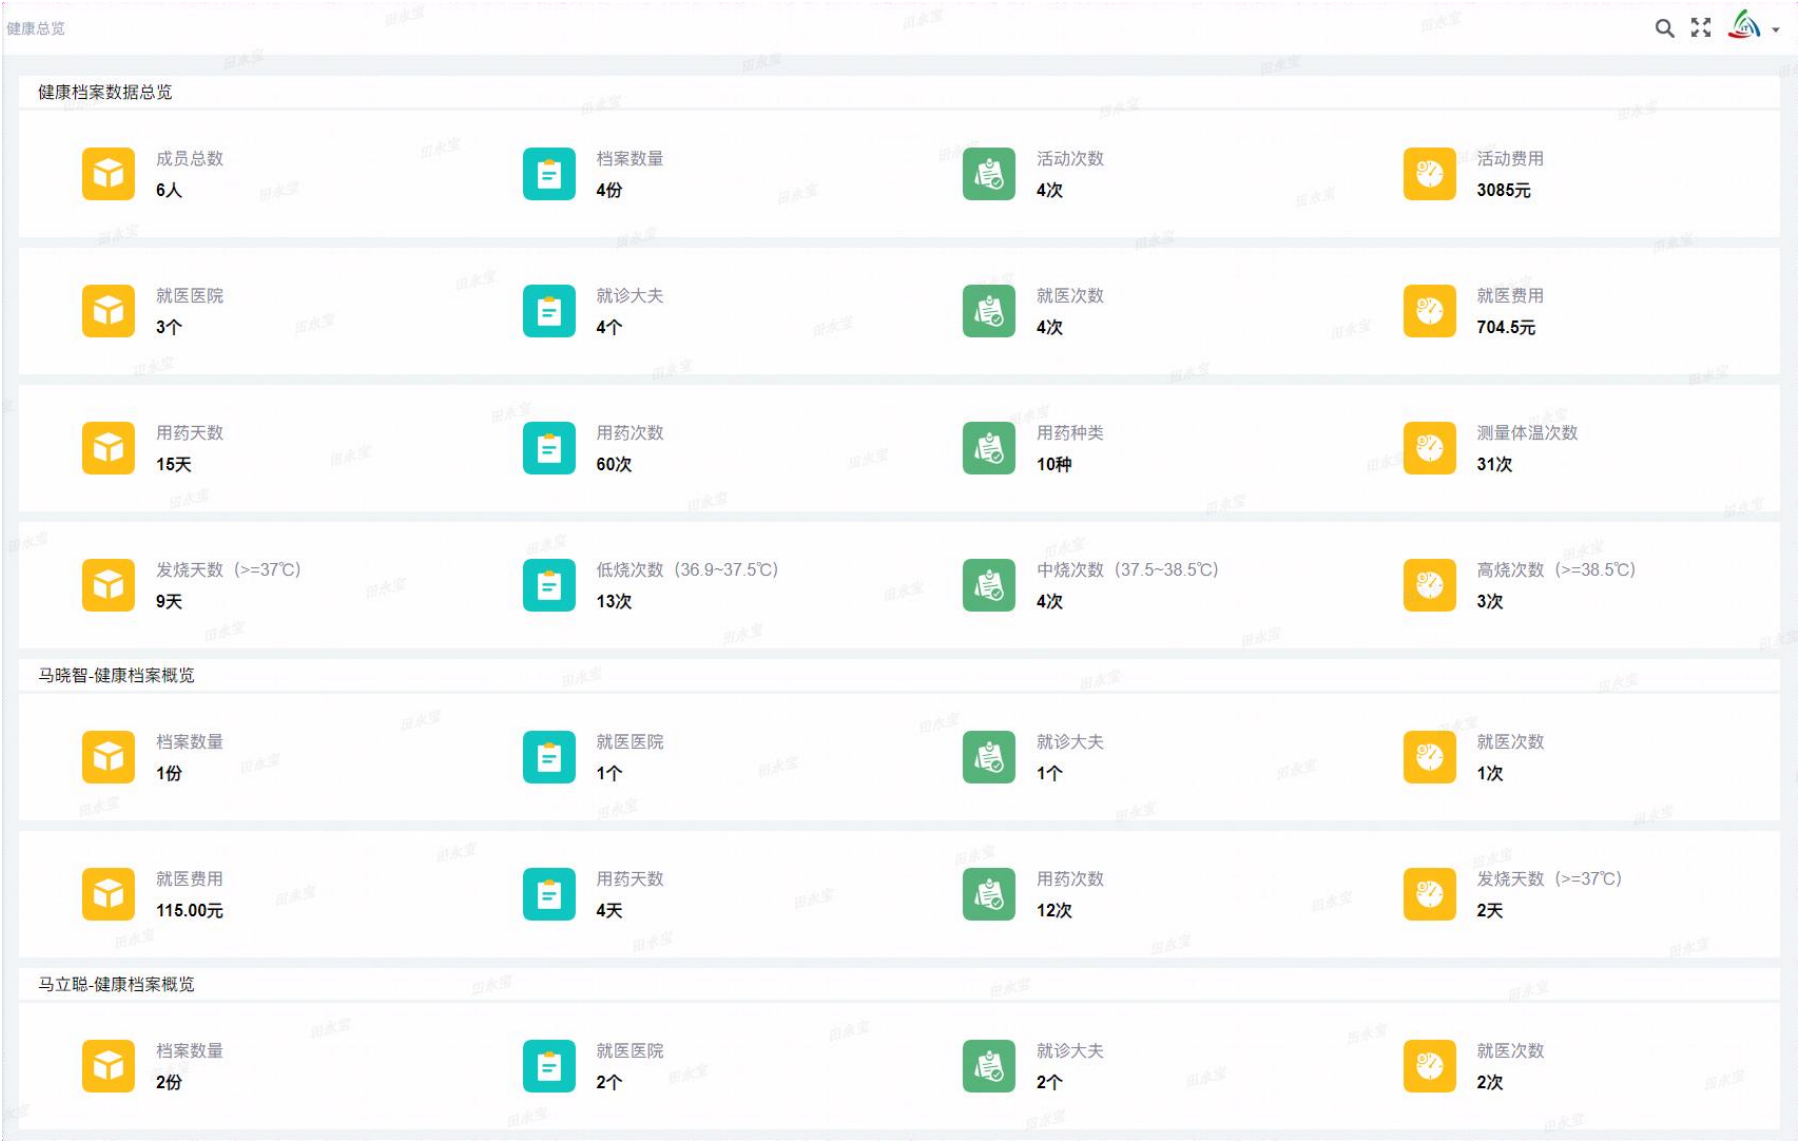 健康总览
健康档案数据总览
成员总数 档案数量 活动次数 活动费用
6人 4份 4次 3085元
就医医院 就诊大夫 就医次数 就医费用
3个 4个 4次 704.5元
用药天数 用药次数 用药种类 测量体温次数
15天 60次 10种 31次
发烧天数（>=37℃） 低烧次数（36.9~37.5℃） 中烧次数（37.5~38.5℃） 高烧次数（>=38.5℃）
9天 13次 4次 3次
马晓智-健康档案概览
档案数量 就医医院 就诊大夫 就医次数
1份 1个 1个 1次
就医费用 用药天数 用药次数 发烧天数（>=37℃）
115.00元 4天 12次 2天
马立聪-健康档案概览
档案数量 就医医院 就诊大夫 就医次数
2份 2个 2个 2次
田永宝